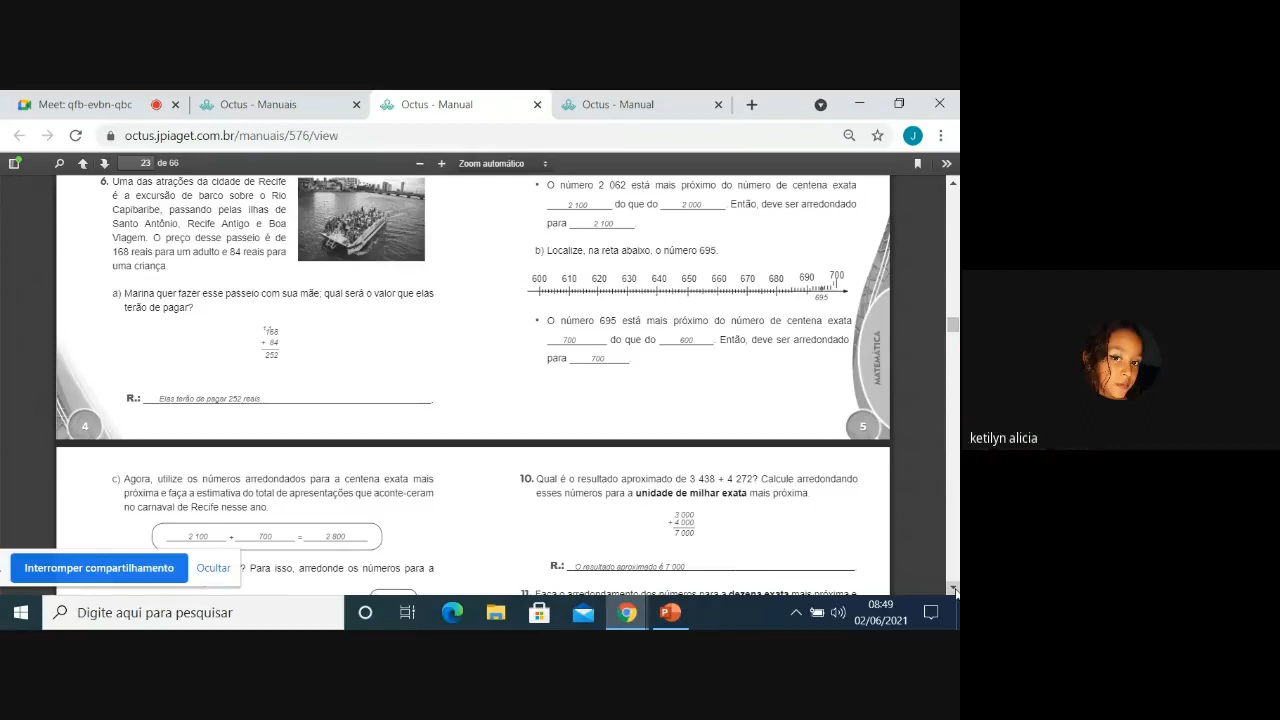 Meet: qfb-evbn-qbc
Octus - Manuais
Octus - Manual
Octus - Manual
octus.jpiaget.com.br/manuais/576/view
J
23 de 66
Zoom automático
6. Uma das atrações da cidade de Recife
é a excursão de barco sobre o Rio
Capibaribe, passando pelas ilhas de
Santo Antônio, Recife Antigo e Boa
Viagem. O preço desse passeio é de
168 reais para um adulto e 84 reais para
uma criança.
a) Marina quer fazer esse passeio com sua mãe; qual será o valor que elas
terão de pagar?
168
+ 84
252
R.: Elas terão de pagar 252 reais.
4
• O número 2 062 está mais próximo do número de centena exata
2 100 do que do 2 000. Então, deve ser arredondado
para 2 100.
b) Localize, na reta abaixo, o número 695.
600 610 620 630 640 650 660 670 680 690 700
695
• O número 695 está mais próximo do número de centena exata
700 do que do 600. Então, deve ser arredondado
para 700.
MATEMÁTICA
5
c) Agora, utilize os números arredondados para a centena exata mais
próxima e faça a estimativa do total de apresentações que aconte-ceram
no carnaval de Recife nesse ano.
2 100 + 700 = 2 800
? Para isso, arredonde os números para a
10. Qual é o resultado aproximado de 3 438 + 4 272? Calcule arredondando
esses números para a unidade de milhar exata mais próxima.
3 000
+ 4 000
7 000
R.: O resultado aproximado é 7 000.
11. Faça o arredondamento dos números para a dezena exata mais próxima e
Interromper compartilhamento
Ocultar
Digite aqui para pesquisar
08:49
02/06/2021
ketilyn alicia